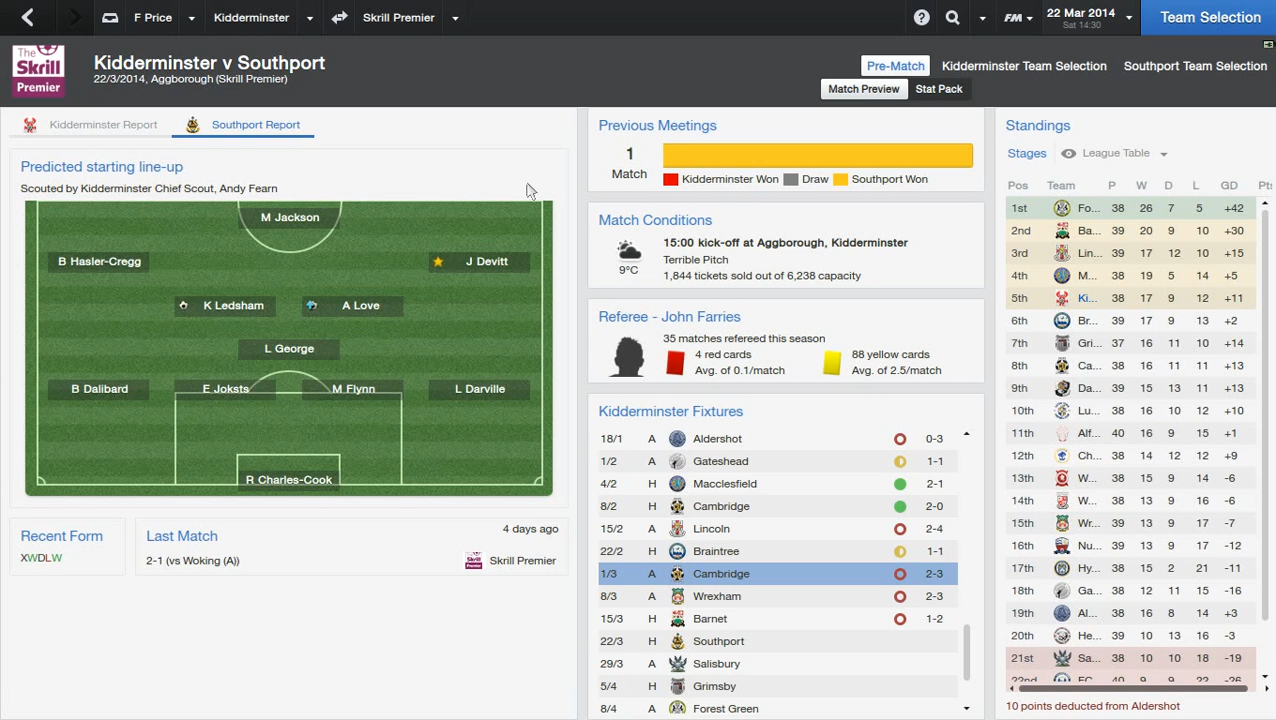 F Price
Kidderminster
Skrill Premier
?
FM
22 Mar 2014
Sat 14:30
Team Selection
The Skrill Premier
Kidderminster v Southport
22/3/2014, Aggborough (Skrill Premier)
Pre-Match
Kidderminster Team Selection
Southport Team Selection
Match Preview
Stat Pack
Kidderminster Report
Southport Report
Predicted starting line-up
Scouted by Kidderminster Chief Scout, Andy Fearn
M Jackson
B Hasler-Cregg
J Devitt
K Ledsham
A Love
L George
B Dalibard
E Joksts
M Flynn
L Darville
R Charles-Cook
Recent Form
XWDLW
Last Match
4 days ago
2-1 (vs Woking (A))
Skrill Premier
Previous Meetings
1
Match
Kidderminster Won
Draw
Southport Won
Match Conditions
9°C
15:00 kick-off at Aggborough, Kidderminster
Terrible Pitch
1,844 tickets sold out of 6,238 capacity
Referee - John Farries
35 matches refereed this season
4 red cards
Avg. of 0.1/match
88 yellow cards
Avg. of 2.5/match
Kidderminster Fixtures
18/1 A Aldershot 0-3
1/2 A Gateshead 1-1
4/2 H Macclesfield 2-1
8/2 H Cambridge 2-0
15/2 A Lincoln 2-4
22/2 H Braintree 1-1
1/3 A Cambridge 2-3
8/3 A Wrexham 2-3
15/3 H Barnet 1-2
22/3 H Southport
29/3 A Salisbury
5/4 H Grimsby
8/4 A Forest Green
Standings
Stages
League Table
Pos Team P W D L GD Pts
1st Fo... 38 26 7 5 +42
2nd Ba... 39 20 9 10 +30
3rd Lin... 39 17 12 10 +15
4th M... 38 19 5 14 +5
5th Ki... 38 17 9 12 +11
6th Br... 39 17 9 13 +2
7th Gri... 37 16 11 10 +14
8th Ca... 38 16 11 11 +13
9th Da... 39 15 13 11 +13
10th Lu... 38 16 10 12 +10
11th Alf... 40 16 9 15 +1
12th Ch... 38 14 12 12 +9
13th W... 38 15 9 14 -6
14th W... 38 13 9 16 -6
15th Wr... 39 13 9 17 -7
16th Nu... 39 13 9 17 -12
17th Hy... 38 15 2 21 -11
18th Ga... 38 12 11 15 -16
19th Al... 38 16 8 14 +3
20th He... 39 10 13 16 -3
21st Sa... 38 10 10 18 -19
22nd FC... 40 9 9 22 -26
10 points deducted from Aldershot